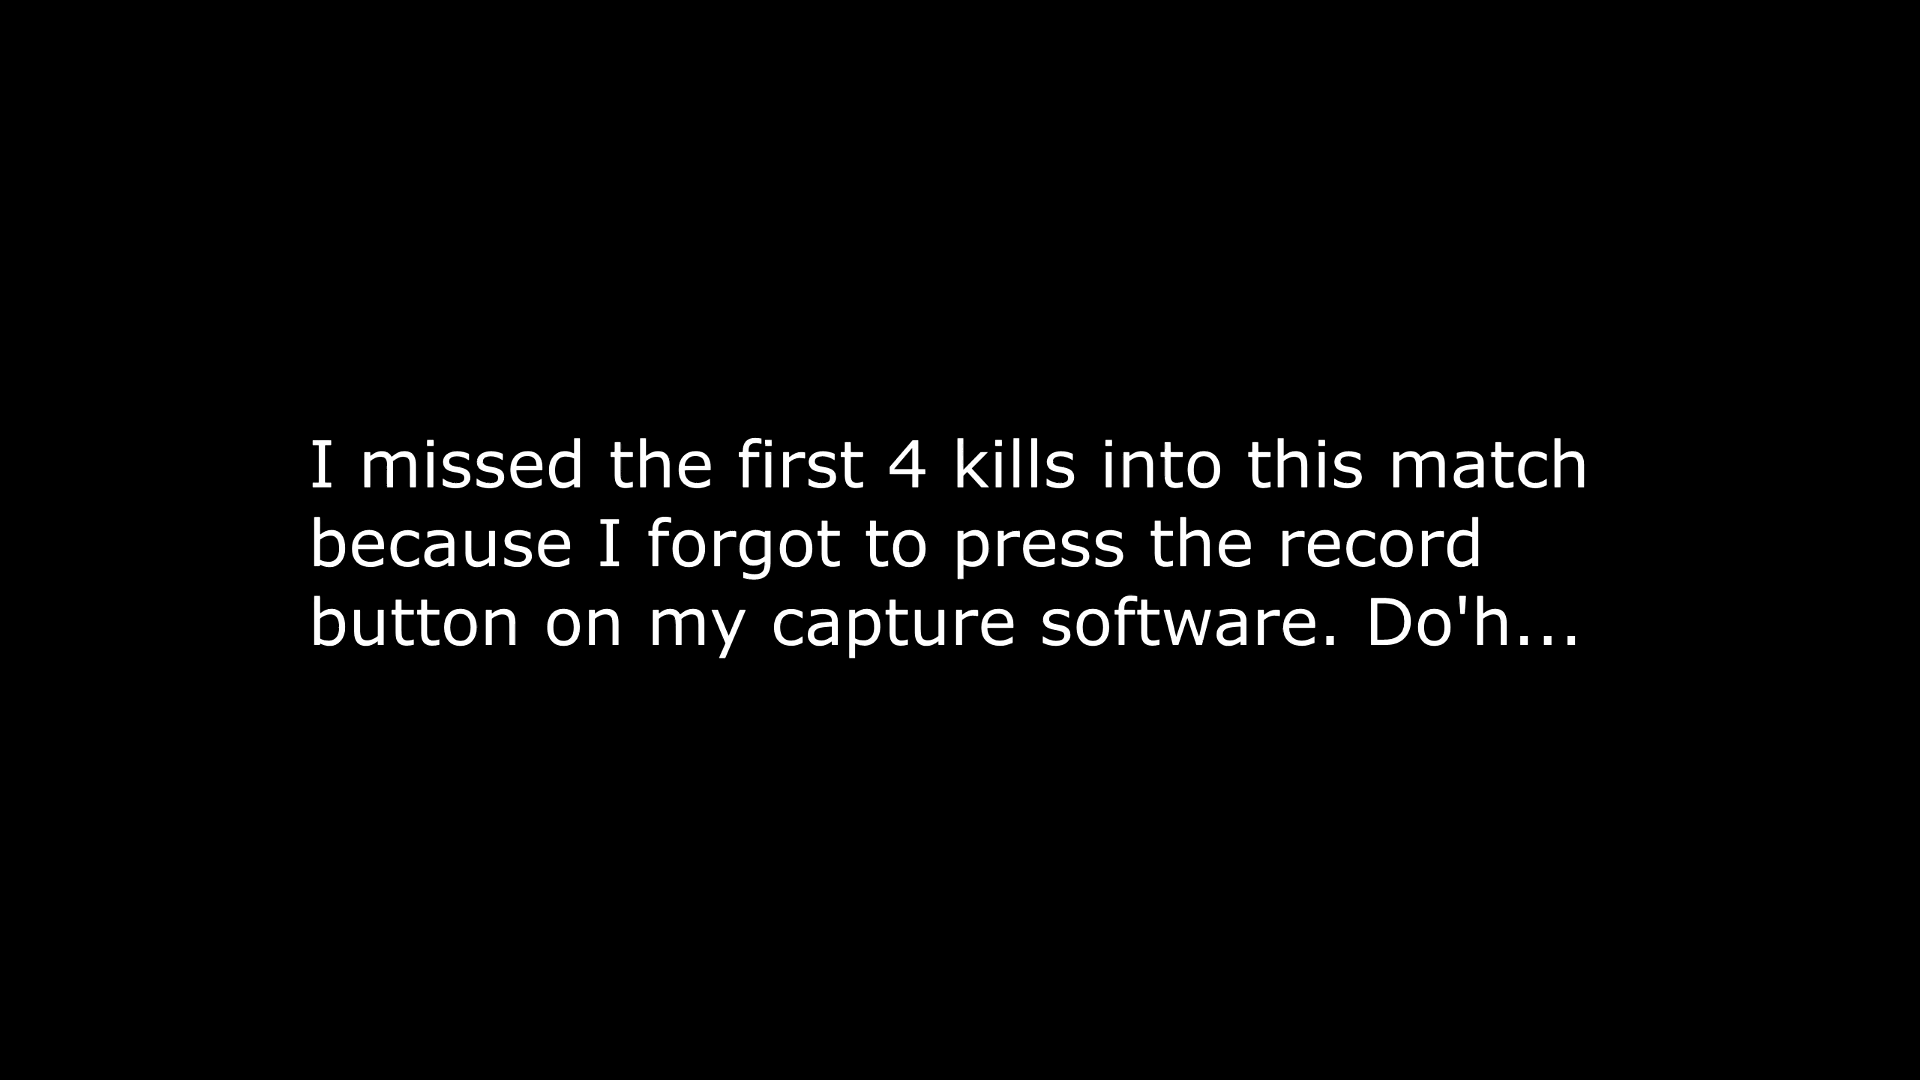 I missed the first 4 kills into this match
because I forgot to press the record
button on my capture software. Do'h...